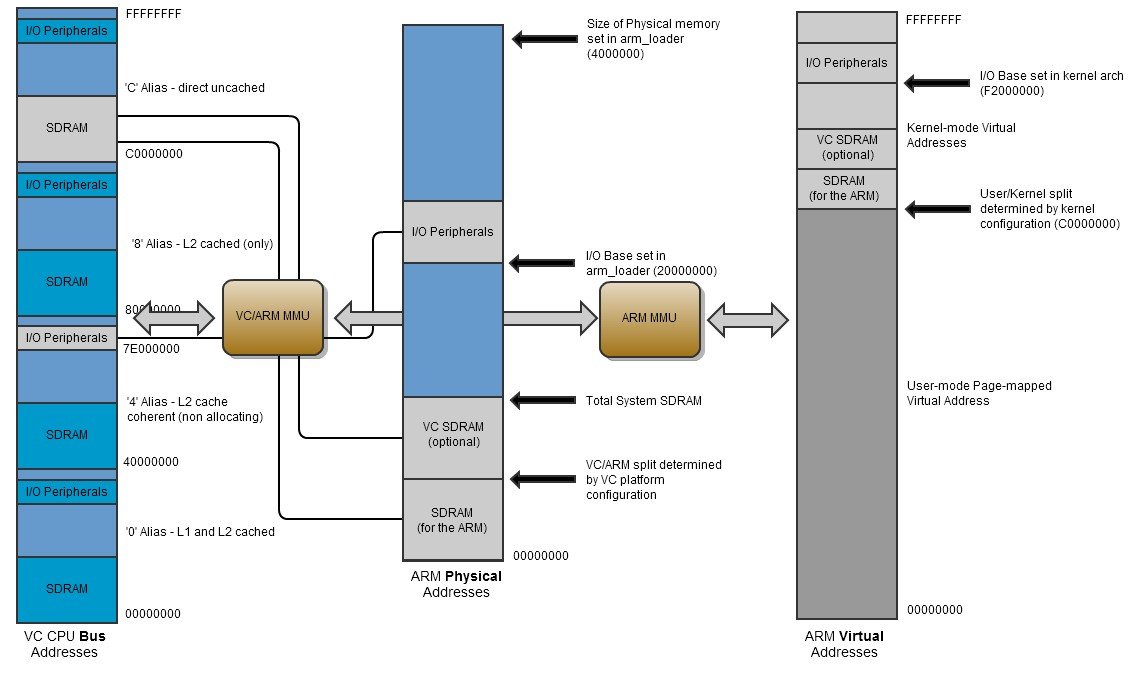 FFFFFFFF
I/O Peripherals
'C' Alias - direct uncached
SDRAM
C0000000
I/O Peripherals
'8' Alias - L2 cached (only)
SDRAM
80000000
I/O Peripherals
7E000000
'4' Alias - L2 cache
coherent (non allocating)
SDRAM
40000000
I/O Peripherals
'0' Alias - L1 and L2 cached
SDRAM
00000000
VC CPU Bus
Addresses
VC/ARM MMU
Size of Physical memory
set in arm_loader
(4000000)
I/O Peripherals
I/O Base set in
arm_loader (20000000)
Total System SDRAM
VC SDRAM
(optional)
VC/ARM split determined
by VC platform
configuration
SDRAM
(for the ARM)
00000000
ARM Physical
Addresses
ARM MMU
FFFFFFFF
I/O Peripherals
I/O Base set in kernel arch
(F2000000)
Kernel-mode Virtual
Addresses
VC SDRAM
(optional)
SDRAM
(for the ARM)
User/Kernel split
determined by kernel
configuration (C0000000)
User-mode Page-mapped
Virtual Address
00000000
ARM Virtual
Addresses